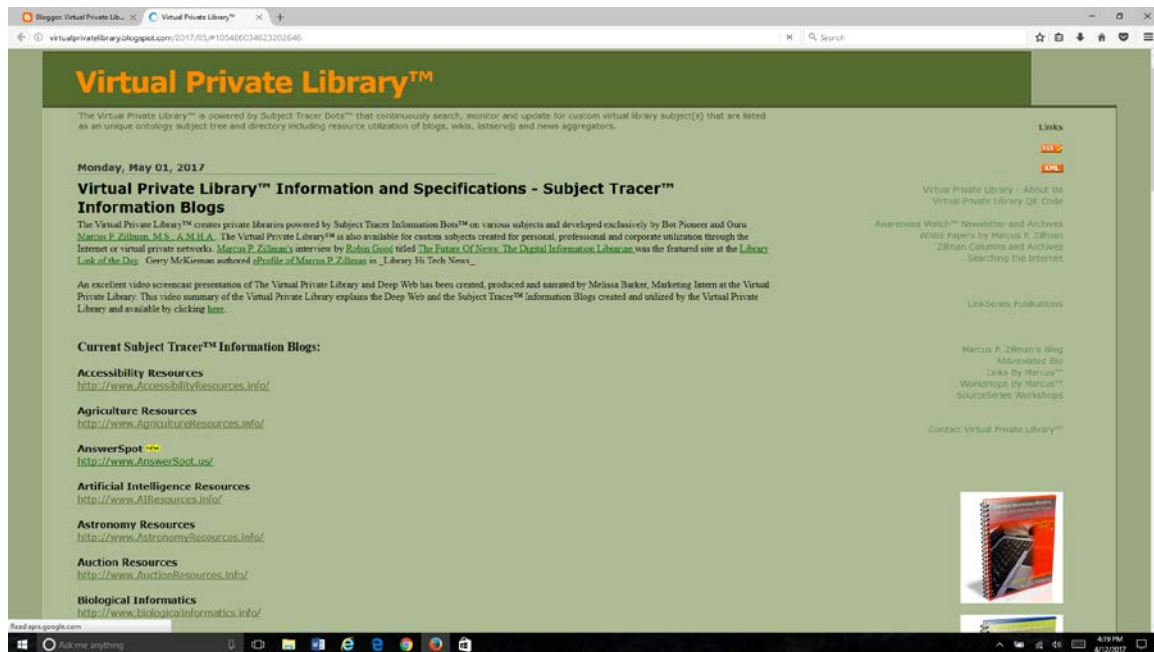 Blogger: Virtual Private Lib...
Virtual Private Library™
virtualprivatelibrary.blogspot.com/2017/05/#105486034623202646
Search
Virtual Private Library™
The Virtual Private Library™ is powered by Subject Tracer Bots™ that continuously search, monitor and update for custom virtual library subject(s) that are listed
as an unique ontology subject tree and directory including resource utilization of blogs, wikis, listserv® and news aggregators.
Links
RSS
XML
Virtual Private Library - About Us
Virtual Private Library QR Code
Awareness Watch™ Newsletter and Archives
White Papers by Marcus P. Zillman
Zillman Columns and Archives
Searching the Internet
LinkSeries Publications
Marcus P. Zillman's Blog
Abbreviated Bio
Links By Marcus™
Workshops By Marcus™
SourceSeries Workshops
Contact Virtual Private Library™
Monday, May 01, 2017
Virtual Private Library™ Information and Specifications - Subject Tracer™
Information Blogs
The Virtual Private Library™ creates private libraries powered by Subject Tracer Information Bots™ on various subjects and developed exclusively by Bot Pioneer and Guru
Marcus P. Zillman, M.S., A.M.H.A.. The Virtual Private Library™ is also available for custom subjects created for personal, professional and corporate utilization through the
Internet or virtual private networks. Marcus P. Zillman's interview by Robin Good titled The Future Of News: The Digital Information Librarian was the featured site at the Library
Link of the Day. Gerry McKiernan authored eProfile of Marcus P. Zillman in _Library Hi Tech News_
An excellent video screencast presentation of The Virtual Private Library and Deep Web has been created, produced and narrated by Melissa Barker, Marketing Intern at the Virtual
Private Library. This video summary of the Virtual Private Library explains the Deep Web and the Subject Tracer™ Information Blogs created and utilized by the Virtual Private
Library and available by clicking here.
Current Subject Tracer™ Information Blogs:
Accessibility Resources
http://www.AccessibilityResources.info/
Agriculture Resources
http://www.AgricultureResources.info/
AnswerSpot NEW
http://www.AnswerSpot.us/
Artificial Intelligence Resources
http://www.AIResources.info/
Astronomy Resources
http://www.AstronomyResources.info/
Auction Resources
http://www.AuctionResources.info/
Biological Informatics
http://www.biologicalinformatics.info/
Read apis.google.com
Ask me anything
4:19 PM
4/12/2017